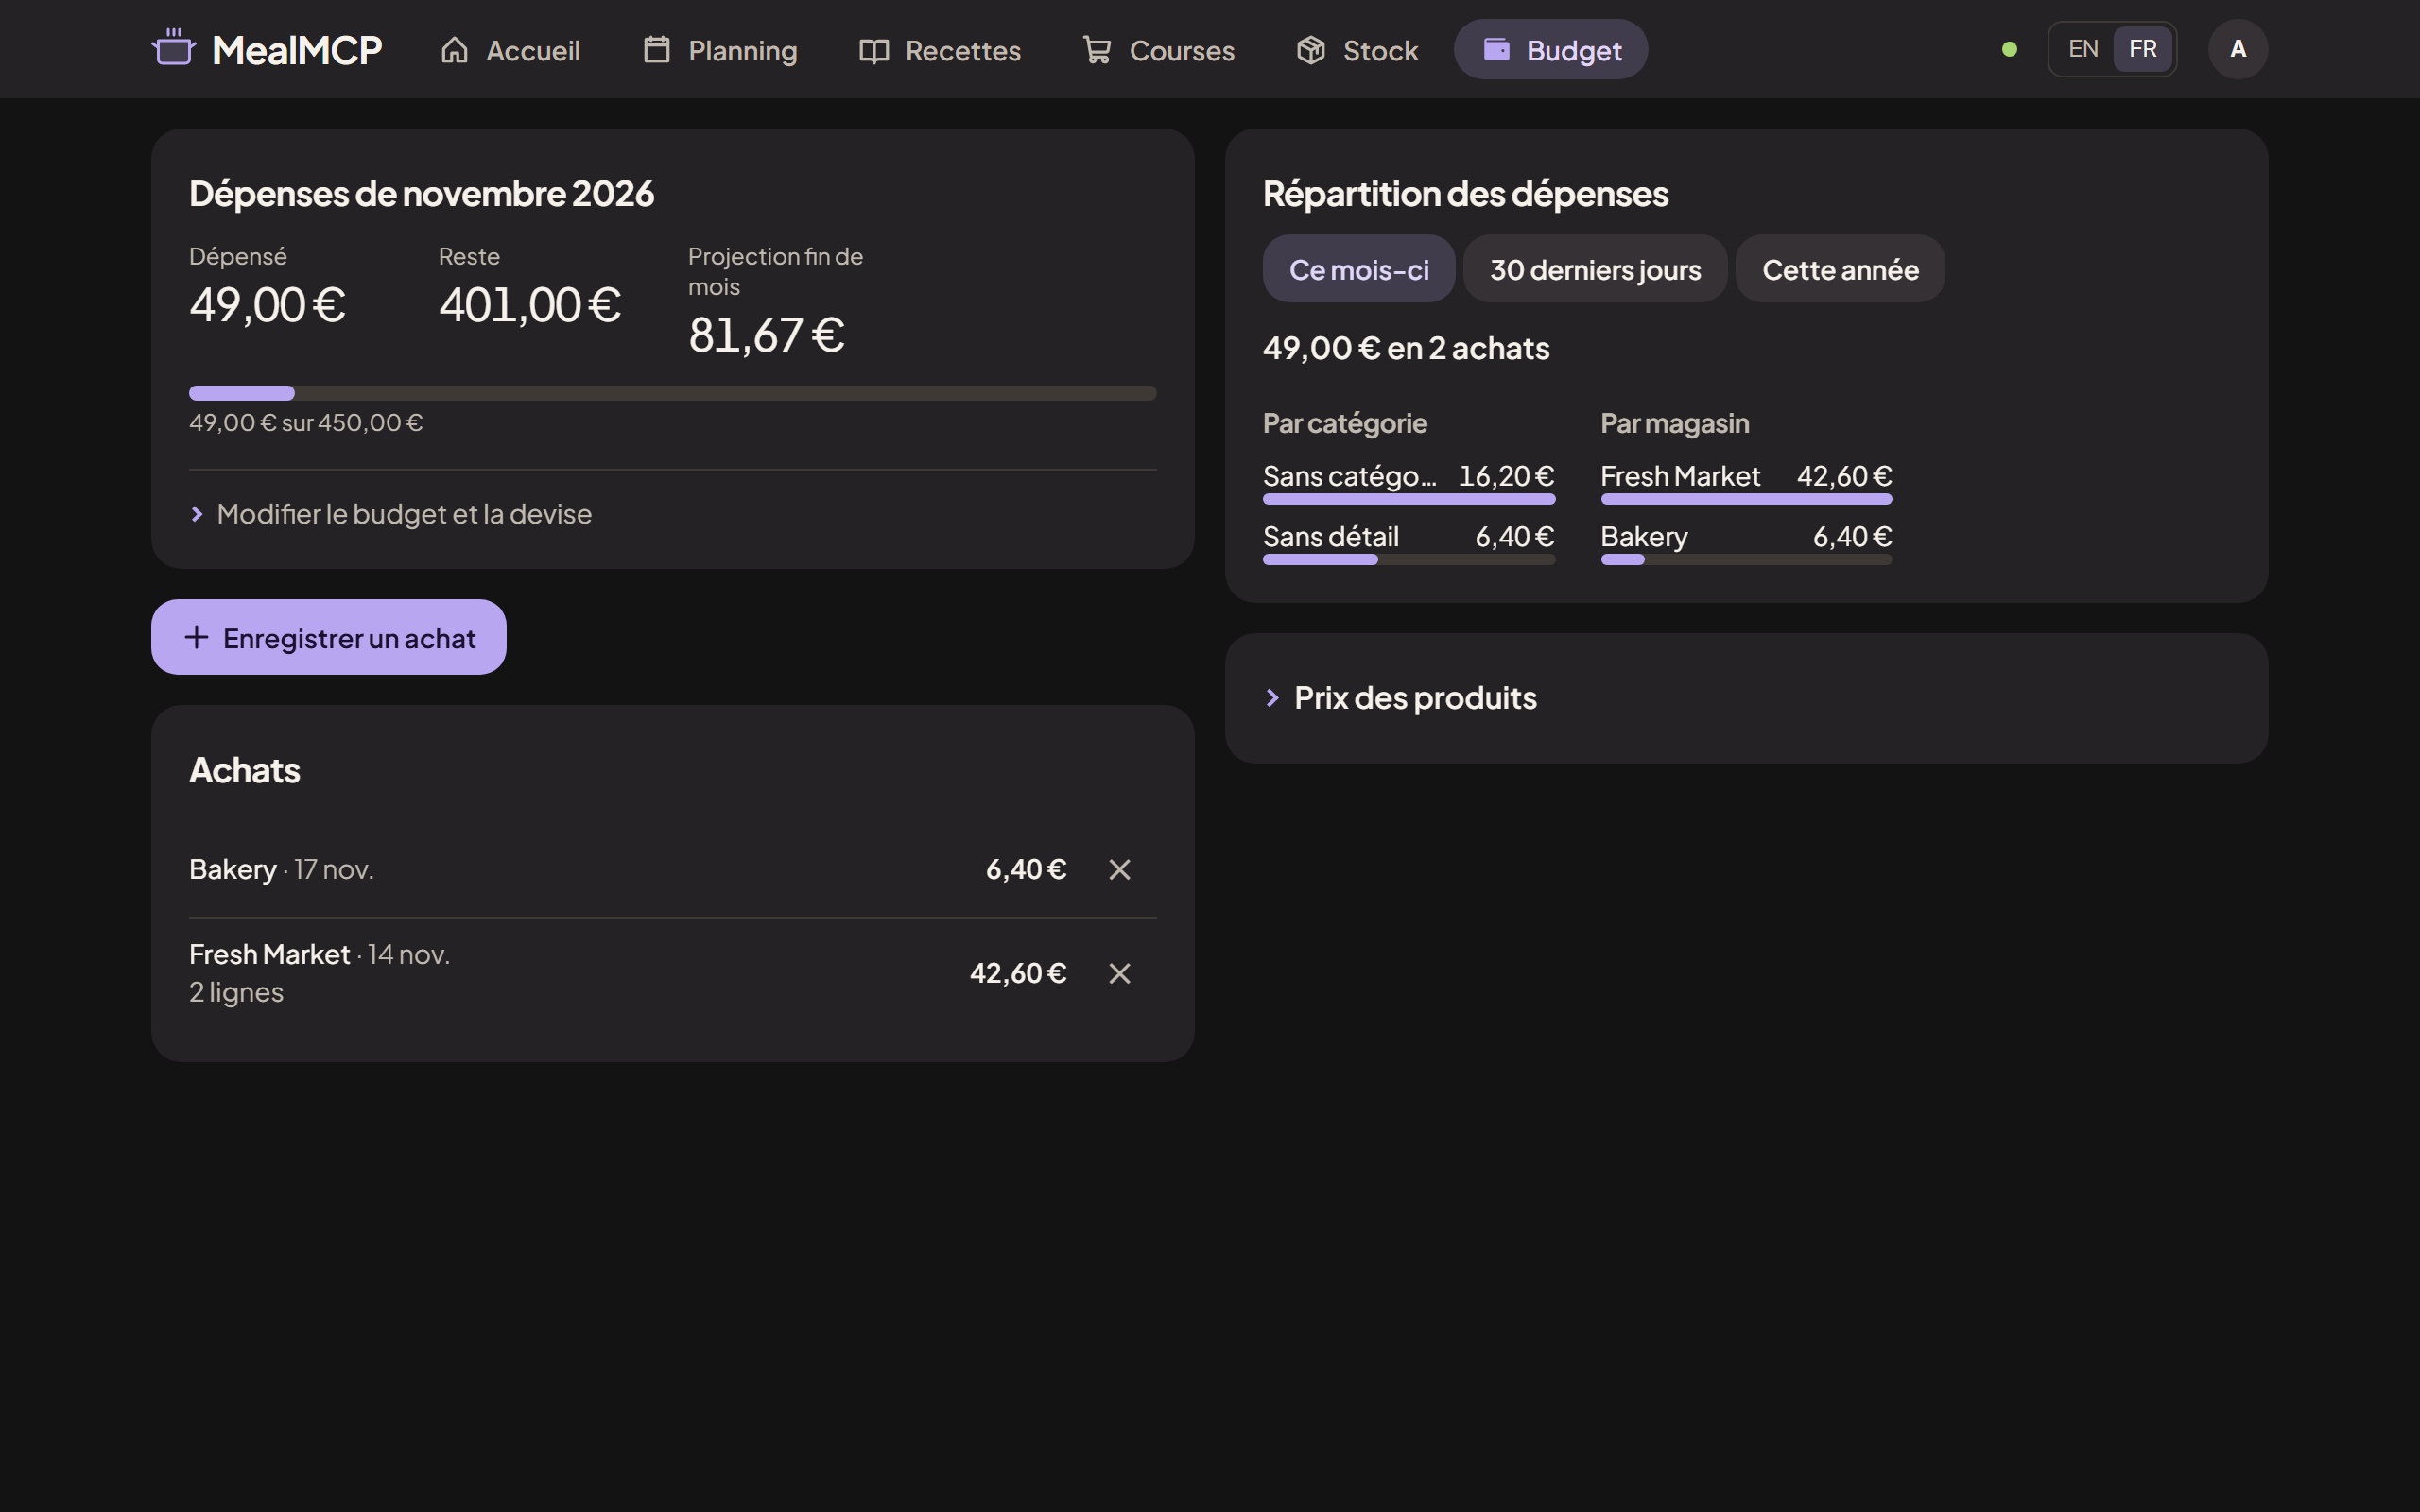 MealMCP
Accueil
Planning
Recettes
Courses
Stock
Budget
EN
FR
A
Dépenses de novembre 2026
Dépensé
49,00 €
Reste
401,00 €
Projection fin de
mois
81,67 €
49,00 € sur 450,00 €
Modifier le budget et la devise
Enregistrer un achat
Achats
Bakery · 17 nov.
6,40 €
Fresh Market · 14 nov.
2 lignes
42,60 €
Répartition des dépenses
Ce mois-ci
30 derniers jours
Cette année
49,00 € en 2 achats
Par catégorie
Sans catégo… 16,20 €
Sans détail 6,40 €
Par magasin
Fresh Market 42,60 €
Bakery 6,40 €
Prix des produits